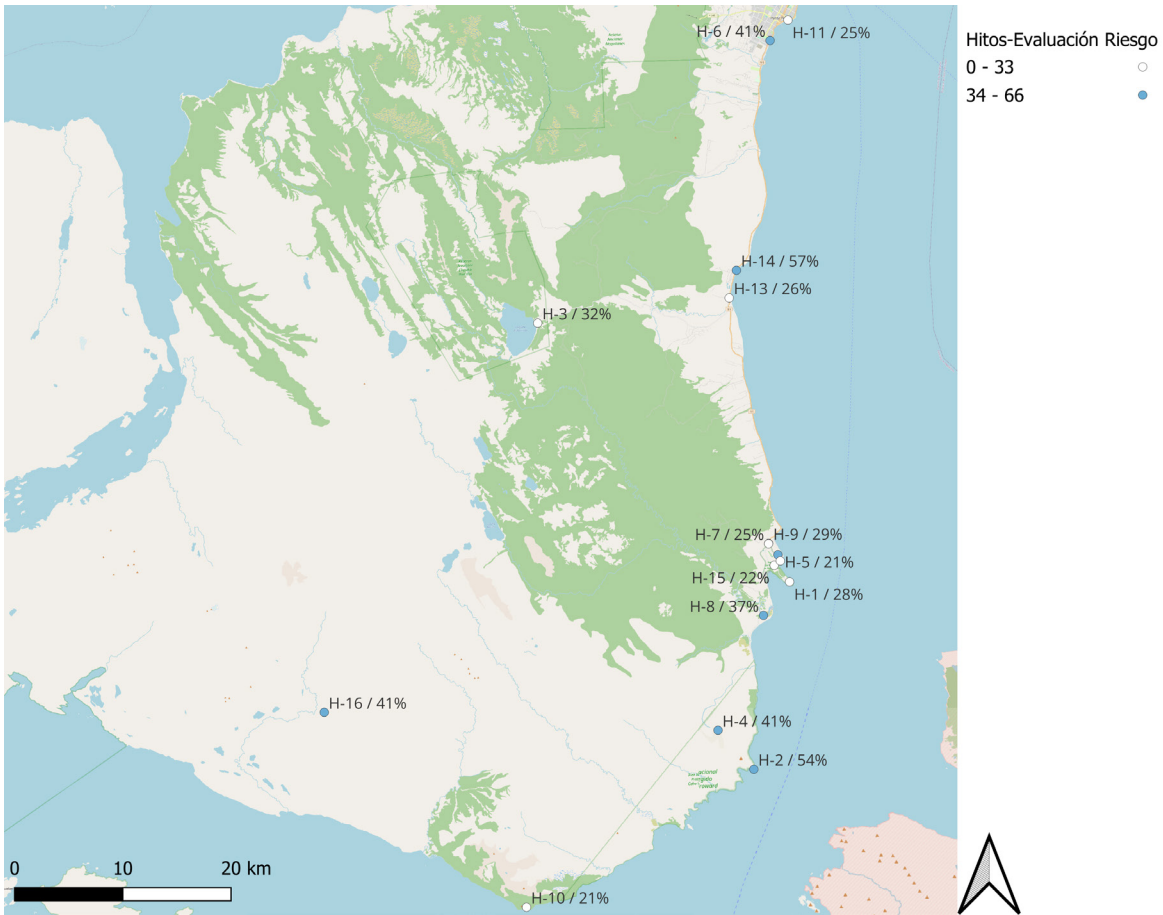 H-6 / 41%
H-11 / 25%
Hitos-Evaluación Riesgo
0 - 33
34 - 66
H-14 / 57%
H-13 / 26%
H-3 / 32%
H-7 / 25%
H-9 / 29%
H-5 / 21%
H-15 / 22%
H-1 / 28%
H-8 / 37%
H-16 / 41%
H-4 / 41%
H-2 / 54%
0
10
20 km
H-10 / 21%